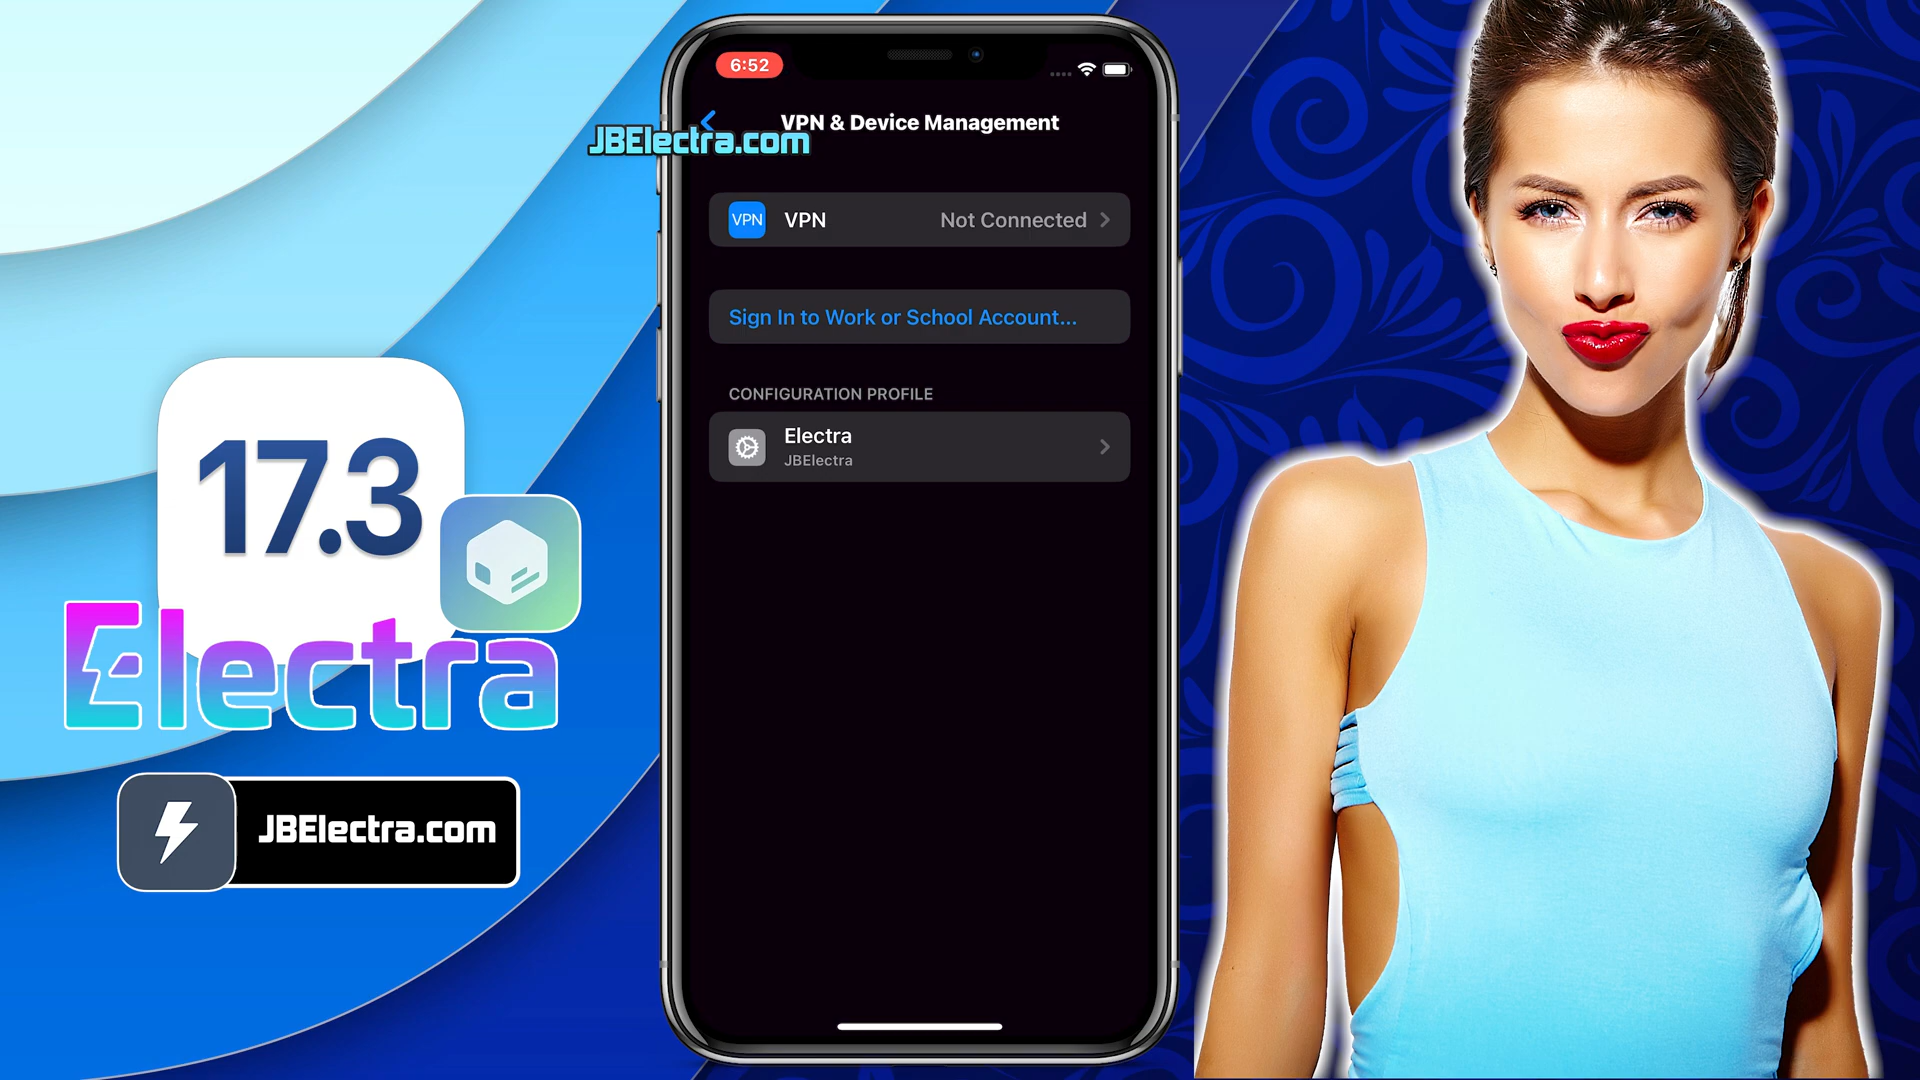 17.3
Electra
JBElectra.com
6:52
VPN & Device Management
JBElectra.com
VPN
VPN
Not Connected
Sign In to Work or School Account...
CONFIGURATION PROFILE
Electra
JBElectra